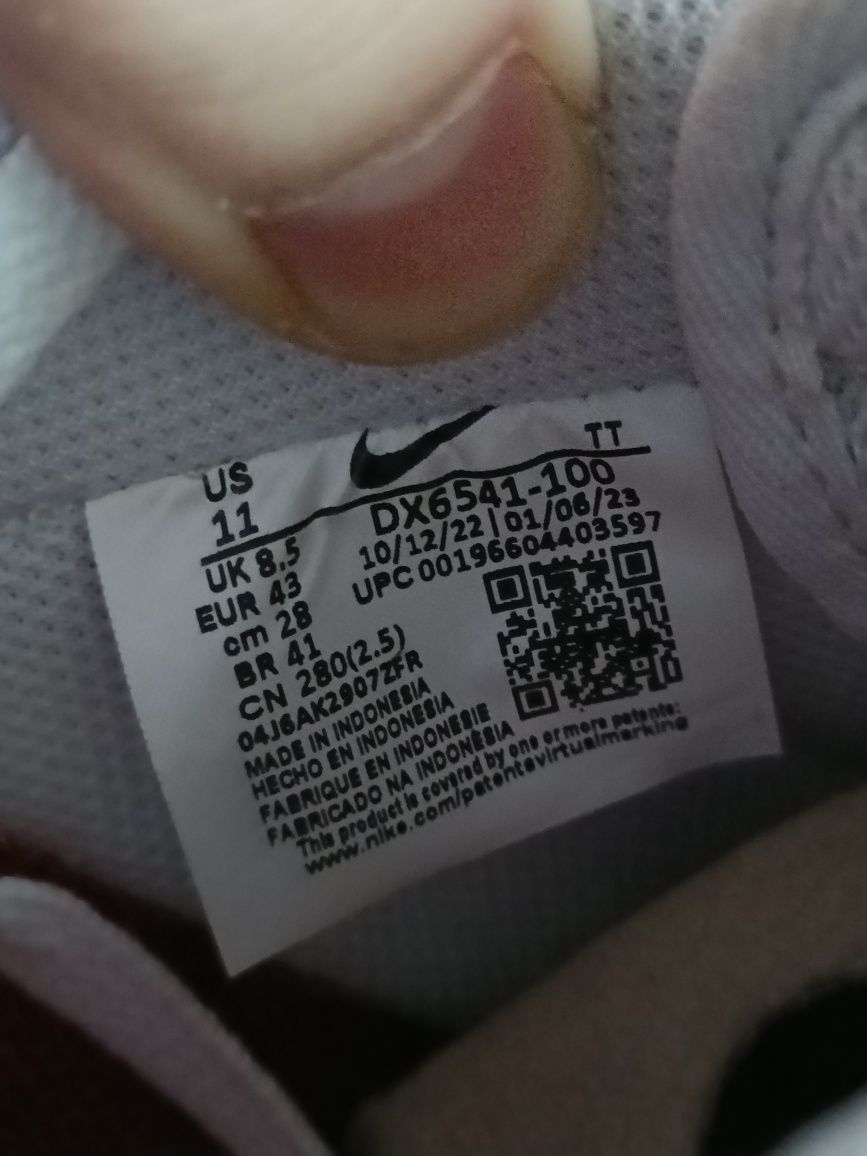 US
11
TT
DX6541-100
10/12/22 | 01/06/23
UPC 00196604403597
UK 8.5
EUR 43
cm 28
BR 41
CN 280(2.5)
04J6AK2907ZFR
MADE IN INDONESIA
HECHO EN INDONESIA
FABRIQUE EN INDONESIE
FABRICADO NA INDONÉSIA
This product is covered by one or more patents:
www.nike.com/patentsvirtualmarking